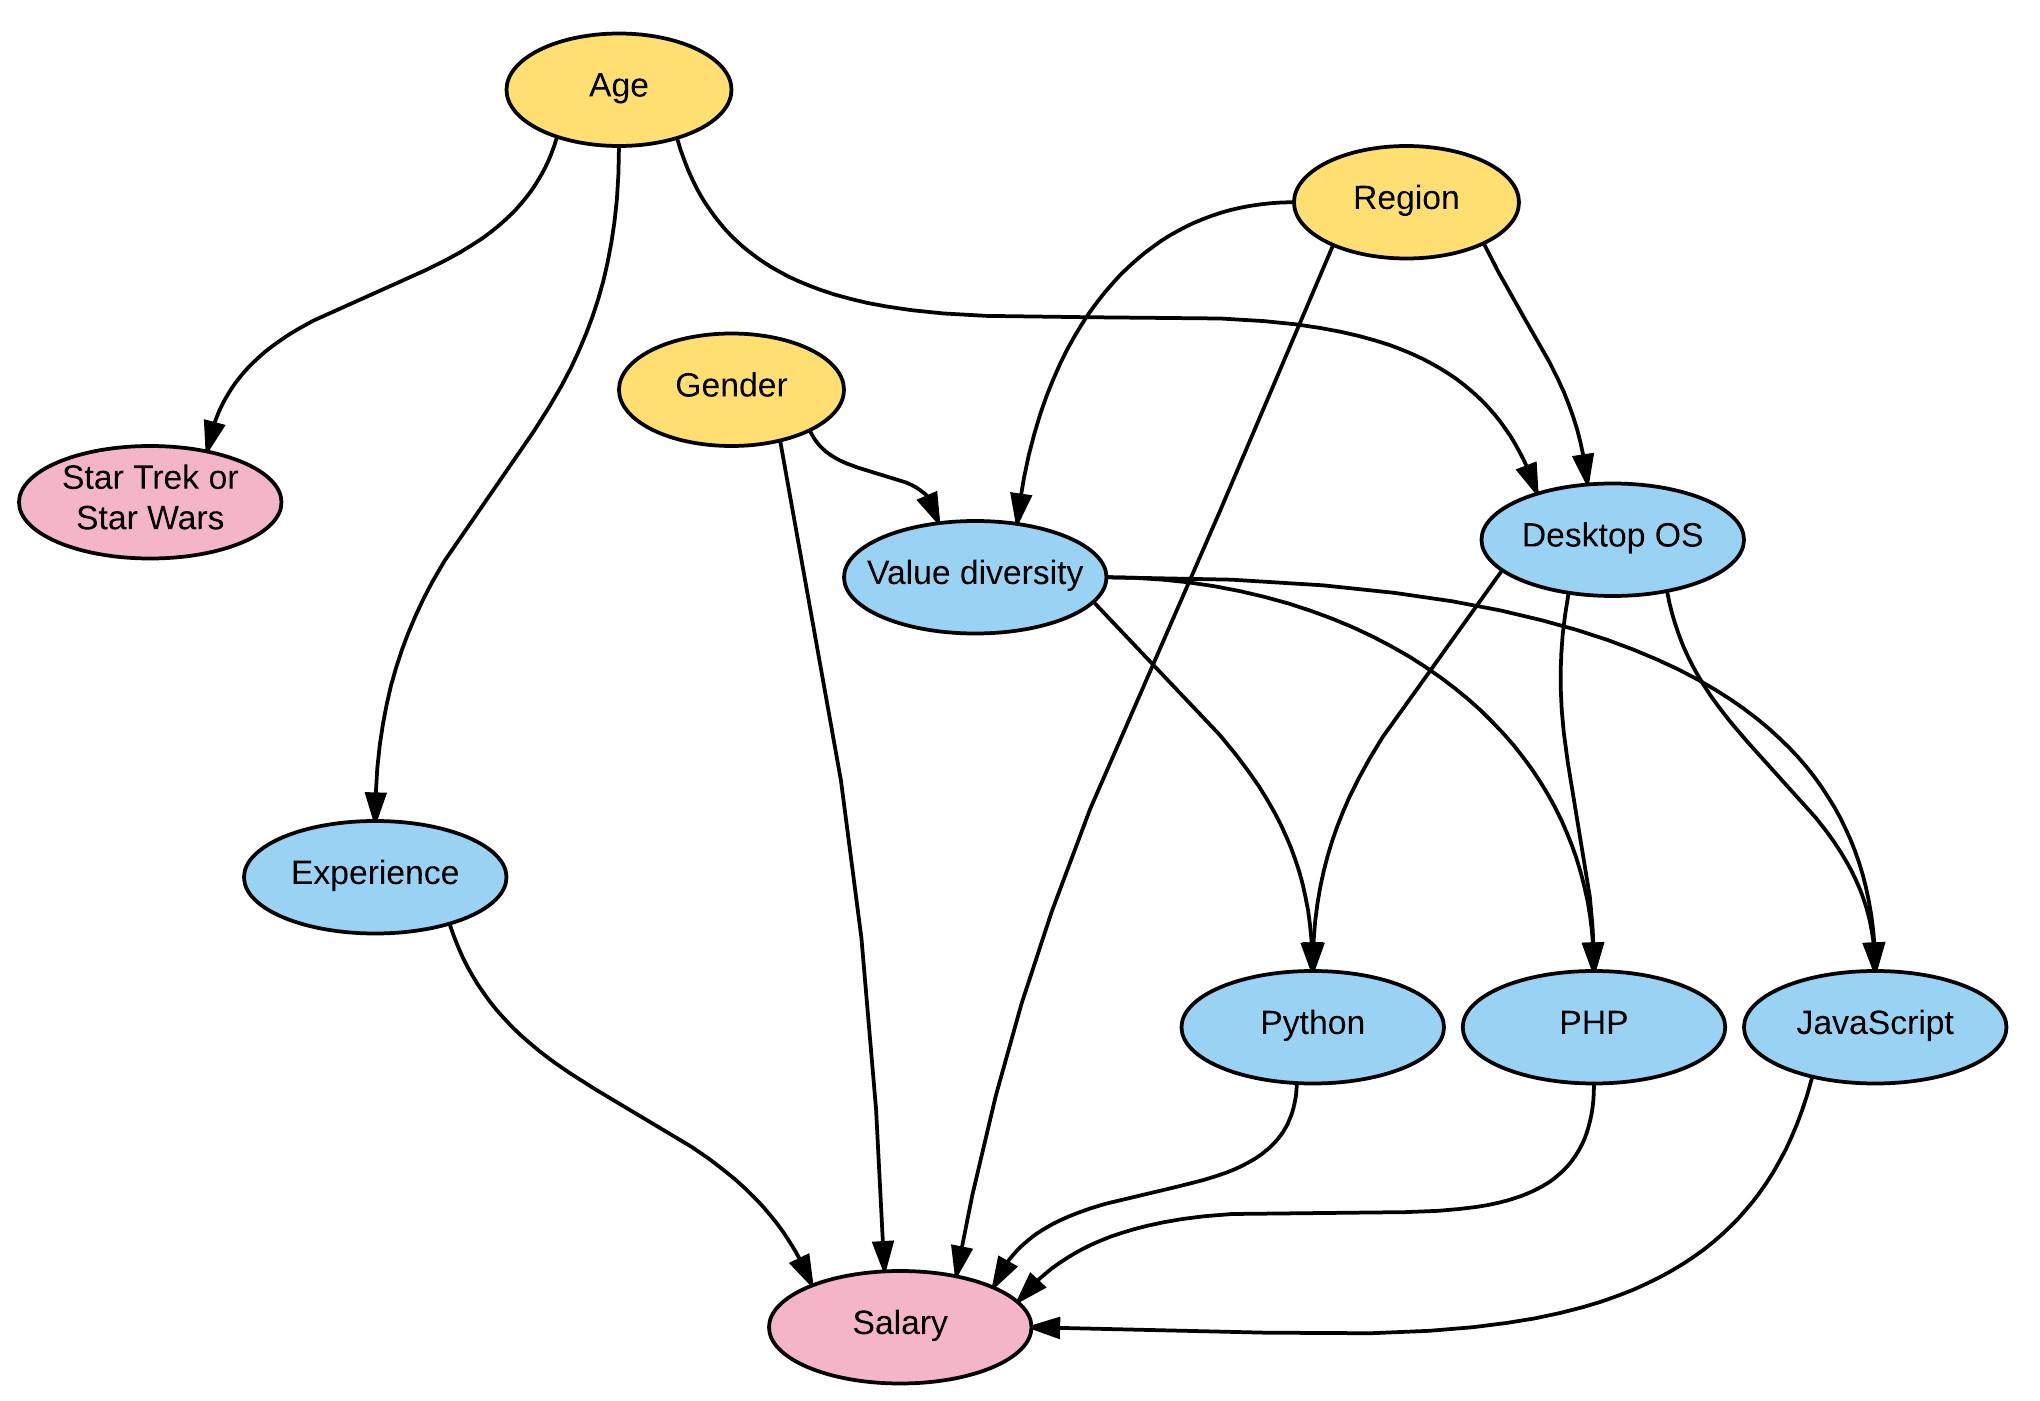 Age
Region
Gender
Star Trek or
Star Wars
Desktop OS
Value diversity
Experience
Python
PHP
JavaScript
Salary